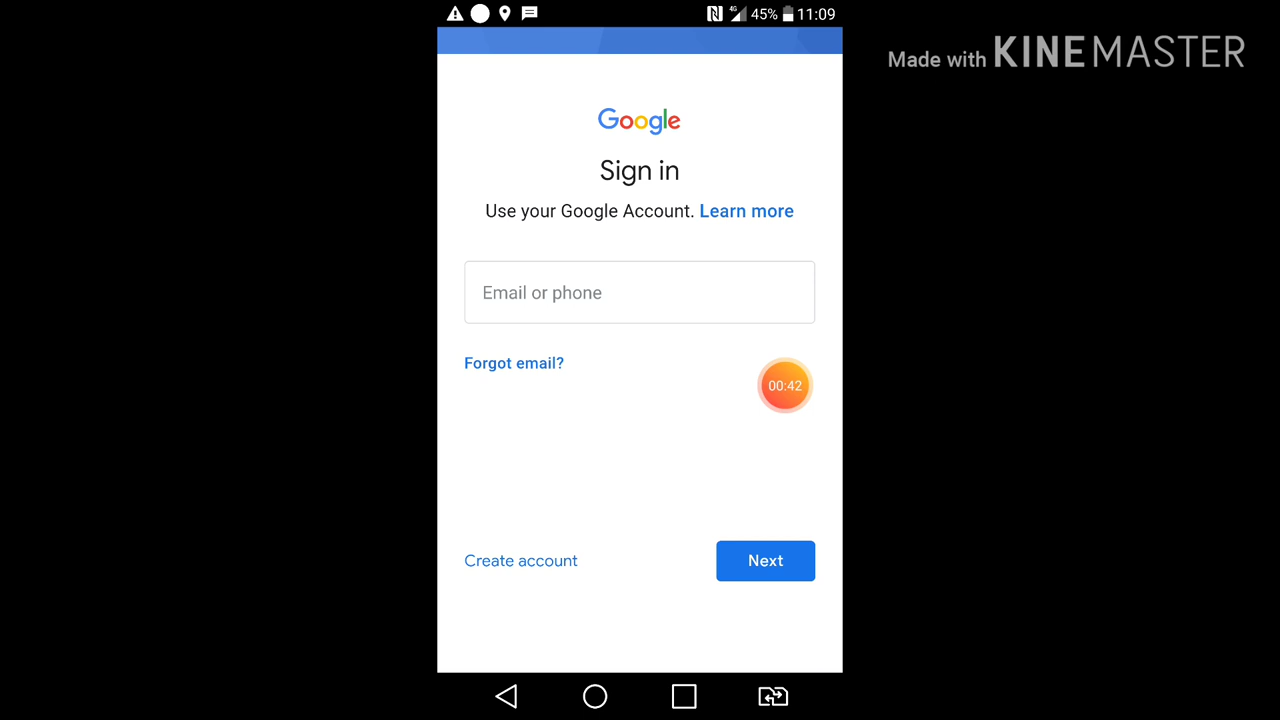 4G 45% 11:09
Made with KINEMASTER
Google
Sign in
Use your Google Account. Learn more
Email or phone
Forgot email?
00:42
Create account
Next